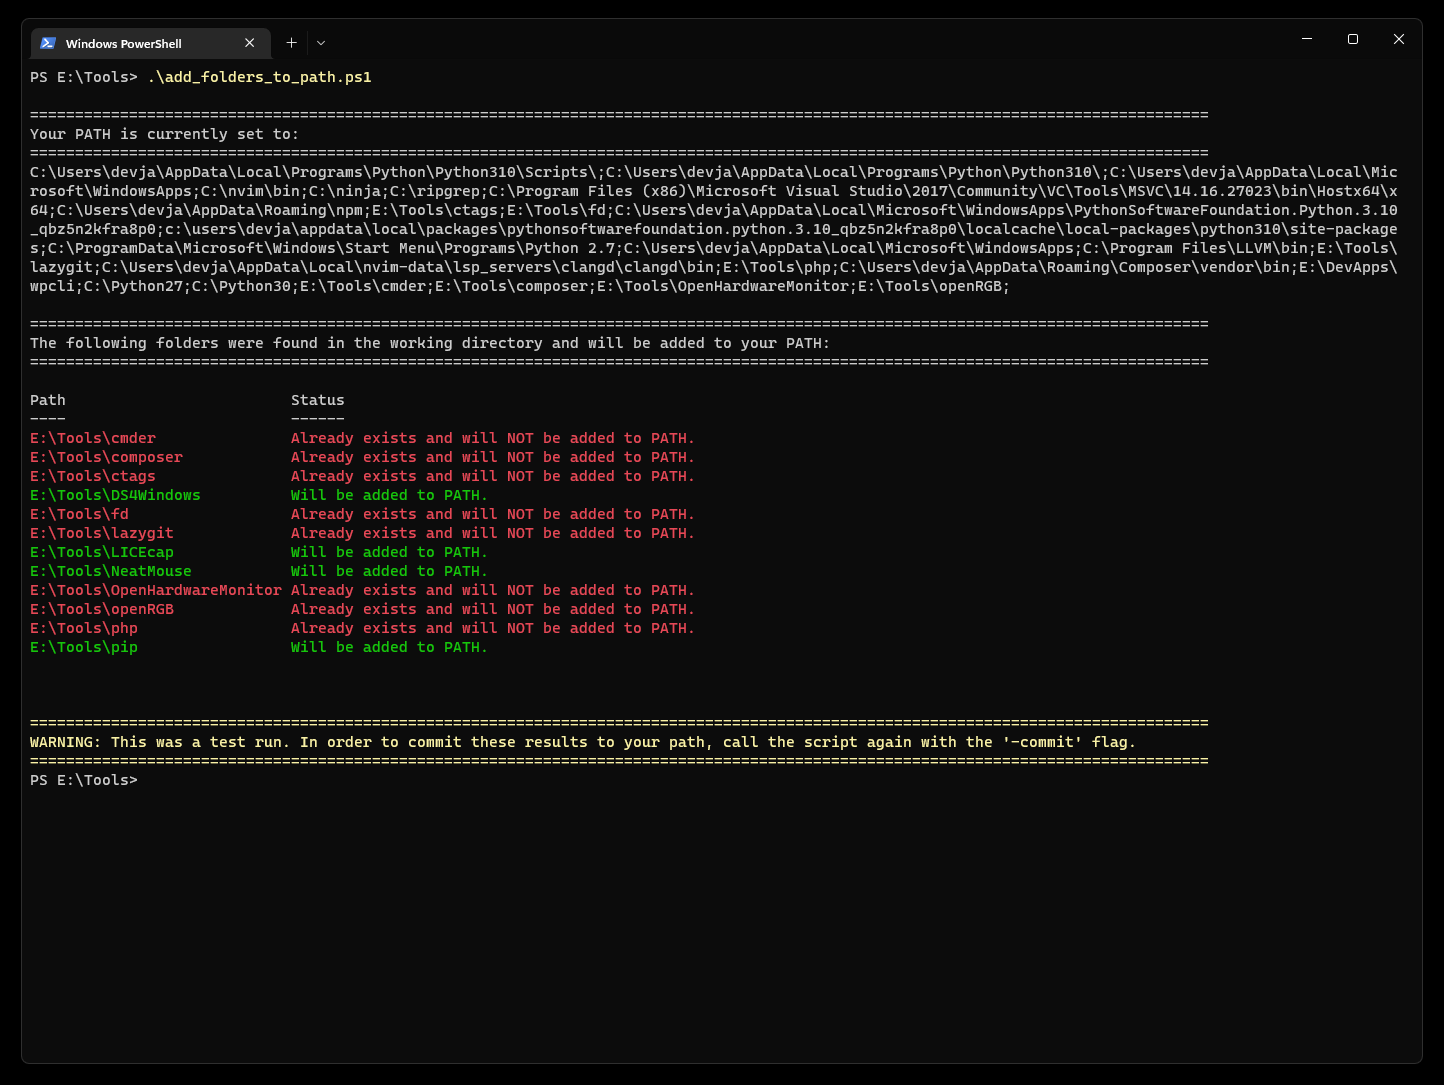 Windows PowerShell
PS E:\Tools> .\add_folders_to_path.ps1
===================================================================================================================================
Your PATH is currently set to:
===================================================================================================================================
C:\Users\devja\AppData\Local\Programs\Python\Python310\Scripts\;C:\Users\devja\AppData\Local\Programs\Python\Python310\;C:\Users\devja\AppData\Local\Mic
rosoft\WindowsApps;C:\nvim\bin;C:\ninja;C:\ripgrep;C:\Program Files (x86)\Microsoft Visual Studio\2017\Community\VC\Tools\MSVC\14.16.27023\bin\Hostx64\x
64;C:\Users\devja\AppData\Roaming\npm;E:\Tools\ctags;E:\Tools\fd;C:\Users\devja\AppData\Local\Microsoft\WindowsApps\PythonSoftwareFoundation.Python.3.10
_qbz5n2kfra8p0;c:\users\devja\appdata\local\packages\pythonsoftwarefoundation.python.3.10_qbz5n2kfra8p0\localcache\local-packages\python310\site-package
s;C:\ProgramData\Microsoft\Windows\Start Menu\Programs\Python 2.7;C:\Users\devja\AppData\Local\Microsoft\WindowsApps;C:\Program Files\LLVM\bin;E:\Tools\
lazygit;C:\Users\devja\AppData\Local\nvim-data\lsp_servers\clangd\clangd\bin;E:\Tools\php;C:\Users\devja\AppData\Roaming\Composer\vendor\bin;E:\DevApps\
wpcli;C:\Python27;C:\Python30;E:\Tools\cmder;E:\Tools\composer;E:\Tools\OpenHardwareMonitor;E:\Tools\openRGB;
===================================================================================================================================
The following folders were found in the working directory and will be added to your PATH:
===================================================================================================================================
Path                         Status
----                         ------
E:\Tools\cmder               Already exists and will NOT be added to PATH.
E:\Tools\composer            Already exists and will NOT be added to PATH.
E:\Tools\ctags               Already exists and will NOT be added to PATH.
E:\Tools\DS4Windows          Will be added to PATH.
E:\Tools\fd                  Already exists and will NOT be added to PATH.
E:\Tools\lazygit             Already exists and will NOT be added to PATH.
E:\Tools\LICEcap             Will be added to PATH.
E:\Tools\NeatMouse           Will be added to PATH.
E:\Tools\OpenHardwareMonitor Already exists and will NOT be added to PATH.
E:\Tools\openRGB             Already exists and will NOT be added to PATH.
E:\Tools\php                 Already exists and will NOT be added to PATH.
E:\Tools\pip                 Will be added to PATH.
===================================================================================================================================
WARNING: This was a test run. In order to commit these results to your path, call the script again with the '-commit' flag.
===================================================================================================================================
PS E:\Tools>